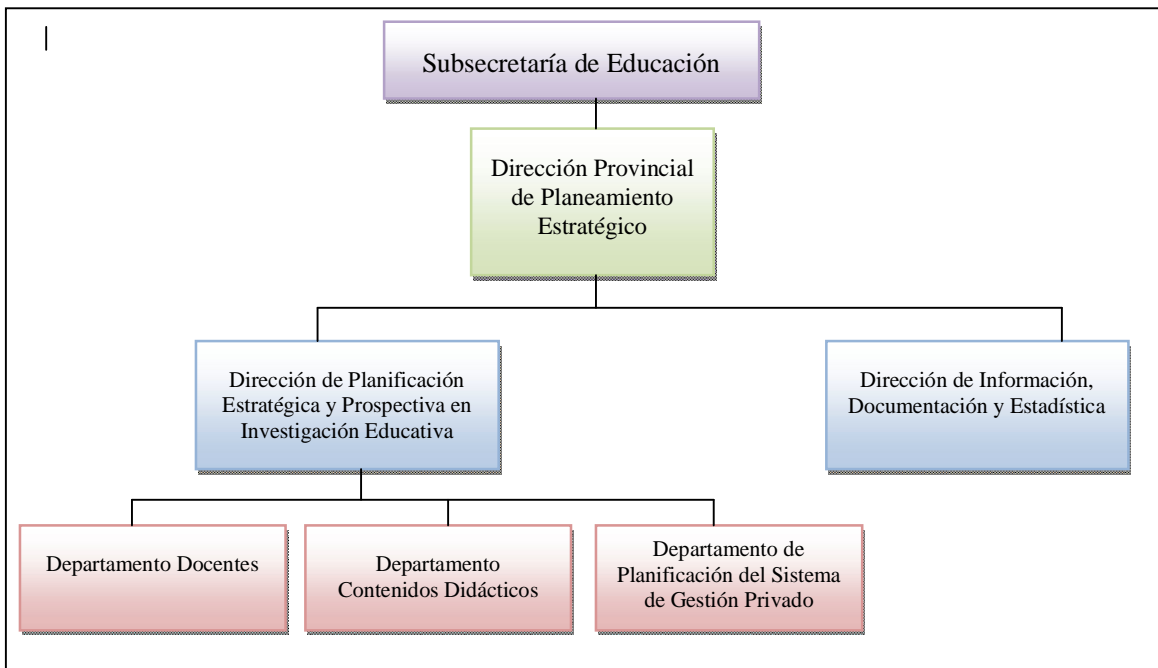 Subsecretaría de Educación
Dirección Provincial
de Planeamiento
Estratégico
Dirección de Planificación
Estratégica y Prospectiva en
Investigación Educativa
Dirección de Información,
Documentación y Estadística
Departamento Docentes
Departamento
Contenidos Didácticos
Departamento de
Planificación del Sistema
de Gestión Privado